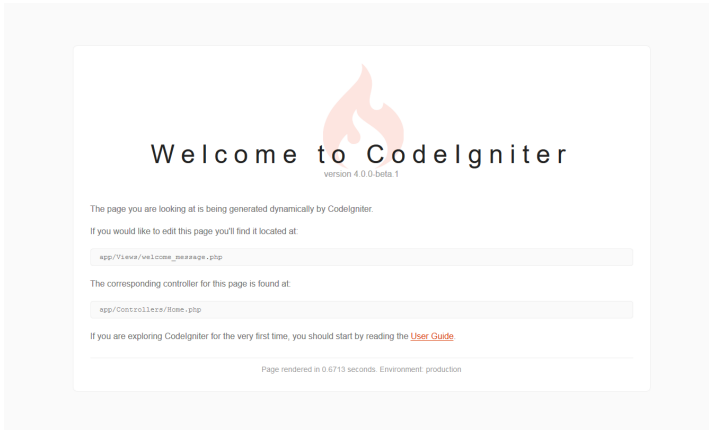 Welcome to CodeIgniter
version 4.0.0-beta.1
The page you are looking at is being generated dynamically by CodeIgniter.
If you would like to edit this page you'll find it located at:
app/Views/welcome_message.php
The corresponding controller for this page is found at:
app/Controllers/Home.php
If you are exploring CodeIgniter for the very first time, you should start by reading the User Guide.
Page rendered in 0.6713 seconds. Environment: production